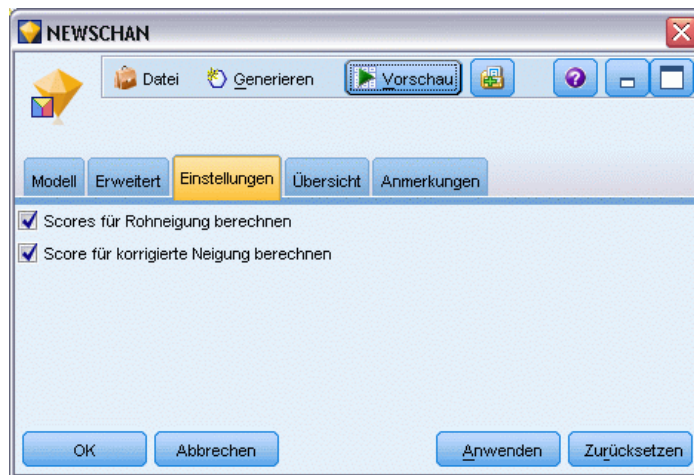 NEWSCHAN
Datei Generieren Vorschau
Modell Erweitert Einstellungen Übersicht Anmerkungen
Scores für Rohneigung berechnen
Score für korrigierte Neigung berechnen
OK Abbrechen Anwenden Zurücksetzen